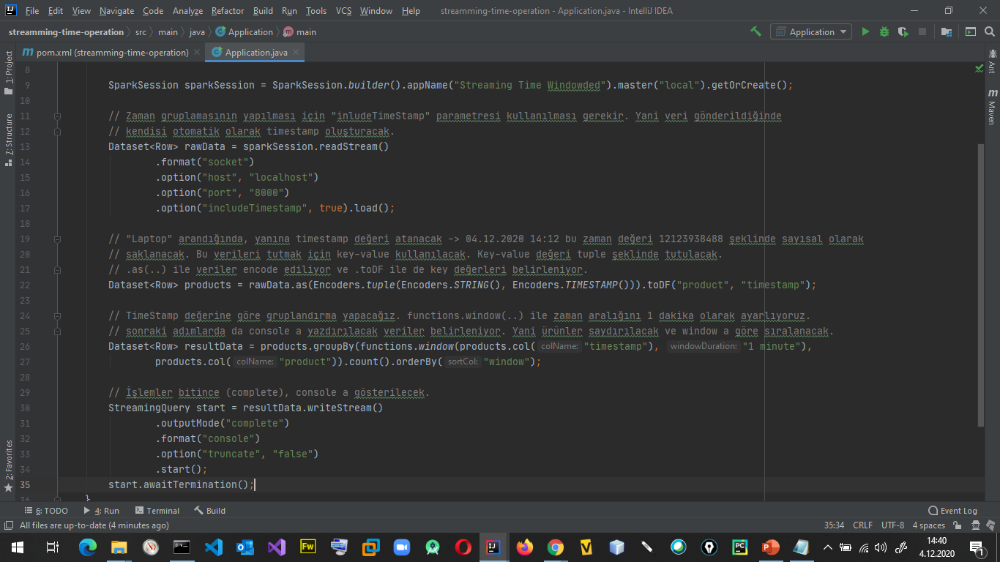 File Edit View Navigate Code Analyze Refactor Build Run Tools VCS Window Help streamming-time-operation - Application.java - IntelliJ IDEA
streamming-time-operation src main java Application main Application
pom.xml (streamming-time-operation) Application.java
1: Project
7: Structure
2: Favorites
Ant
Maven
8
9 SparkSession sparkSession = SparkSession.builder().appName("Streaming Time Windowded").master("local").getOrCreate();
10
11 // Zaman gruplamasının yapılması için "inludeTimeStamp" parametresi kullanılması gerekir. Yani veri gönderildiğinde
12 // kendisi otomatik olarak timestamp oluşturacak.
13 Dataset<Row> rawData = sparkSession.readStream()
14 .format("socket")
15 .option("host", "localhost")
16 .option("port", "8000")
17 .option("includeTimestamp", true).load();
18
19 // "Laptop" arandığında, yanına timestamp değeri atanacak -> 04.12.2020 14:12 bu zaman değeri 12123938488 şeklinde sayısal olarak
20 // saklanacak. Bu verileri tutmak için key-value kullanılacak. Key-value değeri tuple şeklinde tutulacak.
21 // .as(..) ile veriler encode ediliyor ve .toDF ile de key değerleri belirleniyor.
22 Dataset<Row> products = rawData.as(Encoders.tuple(Encoders.STRING(), Encoders.TIMESTAMP())).toDF("product", "timestamp");
23
24 // TimeStamp değerine göre gruplandırma yapacağız. functions.window(..) ile zaman aralığını 1 dakika olarak ayarlıyoruz.
25 // sonraki adımlarda da console a yazdırılacak veriler belirleniyor. Yani ürünler saydırılacak ve window a göre sıralanacak.
26 Dataset<Row> resultData = products.groupBy(functions.window(products.col( colName: "timestamp"), windowDuration: "1 minute"),
27 products.col( colName: "product")).count().orderBy( sortCol: "window");
28
29 // İşlemler bitince (complete), console a gösterilecek.
30 StreamingQuery start = resultData.writeStream()
31 .outputMode("complete")
32 .format("console")
33 .option("truncate", "false")
34 .start();
35 start.awaitTermination();
36 }
6: TODO 4: Run Terminal Build Event Log
All files are up-to-date (4 minutes ago) 35:34 CRLF UTF-8 4 spaces
14:40
4.12.2020